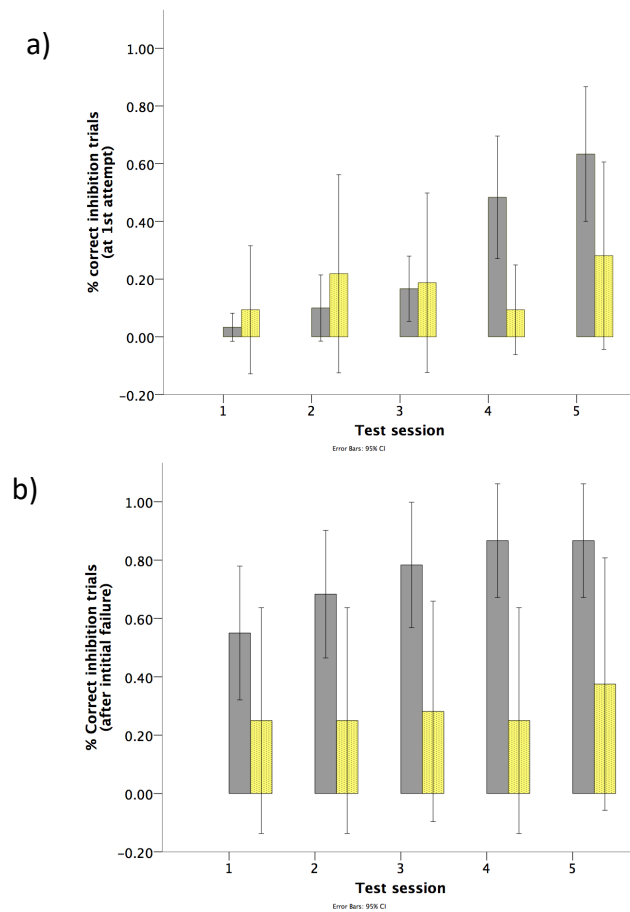 a)
% correct inhibition trials
(at 1st attempt)
1.00
0.80
0.60
0.40
0.20
0.00
-0.20
1 2 3 4 5
Test session
Error Bars: 95% CI
b)
% Correct inhibition trials
(after intitial failure)
1.00
0.80
0.60
0.40
0.20
0.00
-0.20
1 2 3 4 5
Test session
Error Bars: 95% CI